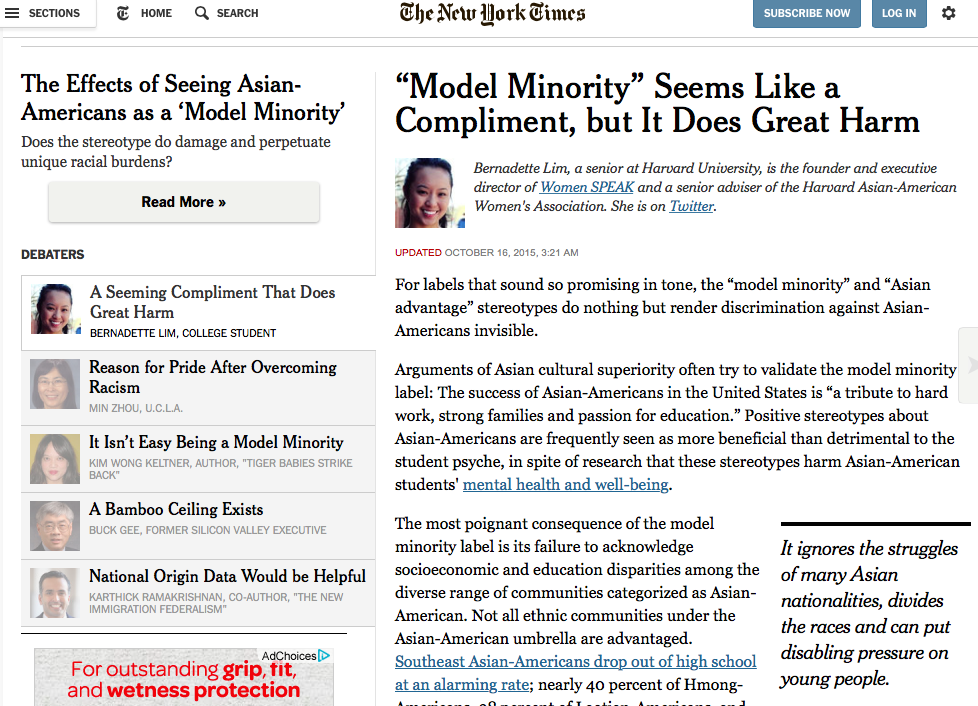 SECTIONS
HOME
SEARCH
The New York Times
SUBSCRIBE NOW
LOG IN
The Effects of Seeing Asian-
Americans as a ‘Model Minority’
Does the stereotype do damage and perpetuate
unique racial burdens?
Read More »
DEBATERS
A Seeming Compliment That Does
Great Harm
BERNADETTE LIM, COLLEGE STUDENT
Reason for Pride After Overcoming
Racism
MIN ZHOU, U.C.L.A.
It Isn’t Easy Being a Model Minority
KIM WONG KELTNER, AUTHOR, "TIGER BABIES STRIKE
BACK"
A Bamboo Ceiling Exists
BUCK GEE, FORMER SILICON VALLEY EXECUTIVE
National Origin Data Would be Helpful
KARTHICK RAMAKRISHNAN, CO-AUTHOR, "THE NEW
IMMIGRATION FEDERALISM"
AdChoices
For outstanding grip, fit,
and wetness protection
“Model Minority” Seems Like a
Compliment, but It Does Great Harm
Bernadette Lim, a senior at Harvard University, is the founder and executive
director of Women SPEAK and a senior adviser of the Harvard Asian-American
Women's Association. She is on Twitter.
UPDATED OCTOBER 16, 2015, 3:21 AM
For labels that sound so promising in tone, the “model minority” and “Asian
advantage” stereotypes do nothing but render discrimination against Asian-
Americans invisible.
Arguments of Asian cultural superiority often try to validate the model minority
label: The success of Asian-Americans in the United States is “a tribute to hard
work, strong families and passion for education.” Positive stereotypes about
Asian-Americans are frequently seen as more beneficial than detrimental to the
student psyche, in spite of research that these stereotypes harm Asian-American
students' mental health and well-being.
The most poignant consequence of the model
minority label is its failure to acknowledge
socioeconomic and education disparities among the
diverse range of communities categorized as Asian-
American. Not all ethnic communities under the
Asian-American umbrella are advantaged.
Southeast Asian-Americans drop out of high school
at an alarming rate; nearly 40 percent of Hmong-
Americans, 38 percent of Laotian-Americans, and
It ignores the struggles
of many Asian
nationalities, divides
the races and can put
disabling pressure on
young people.